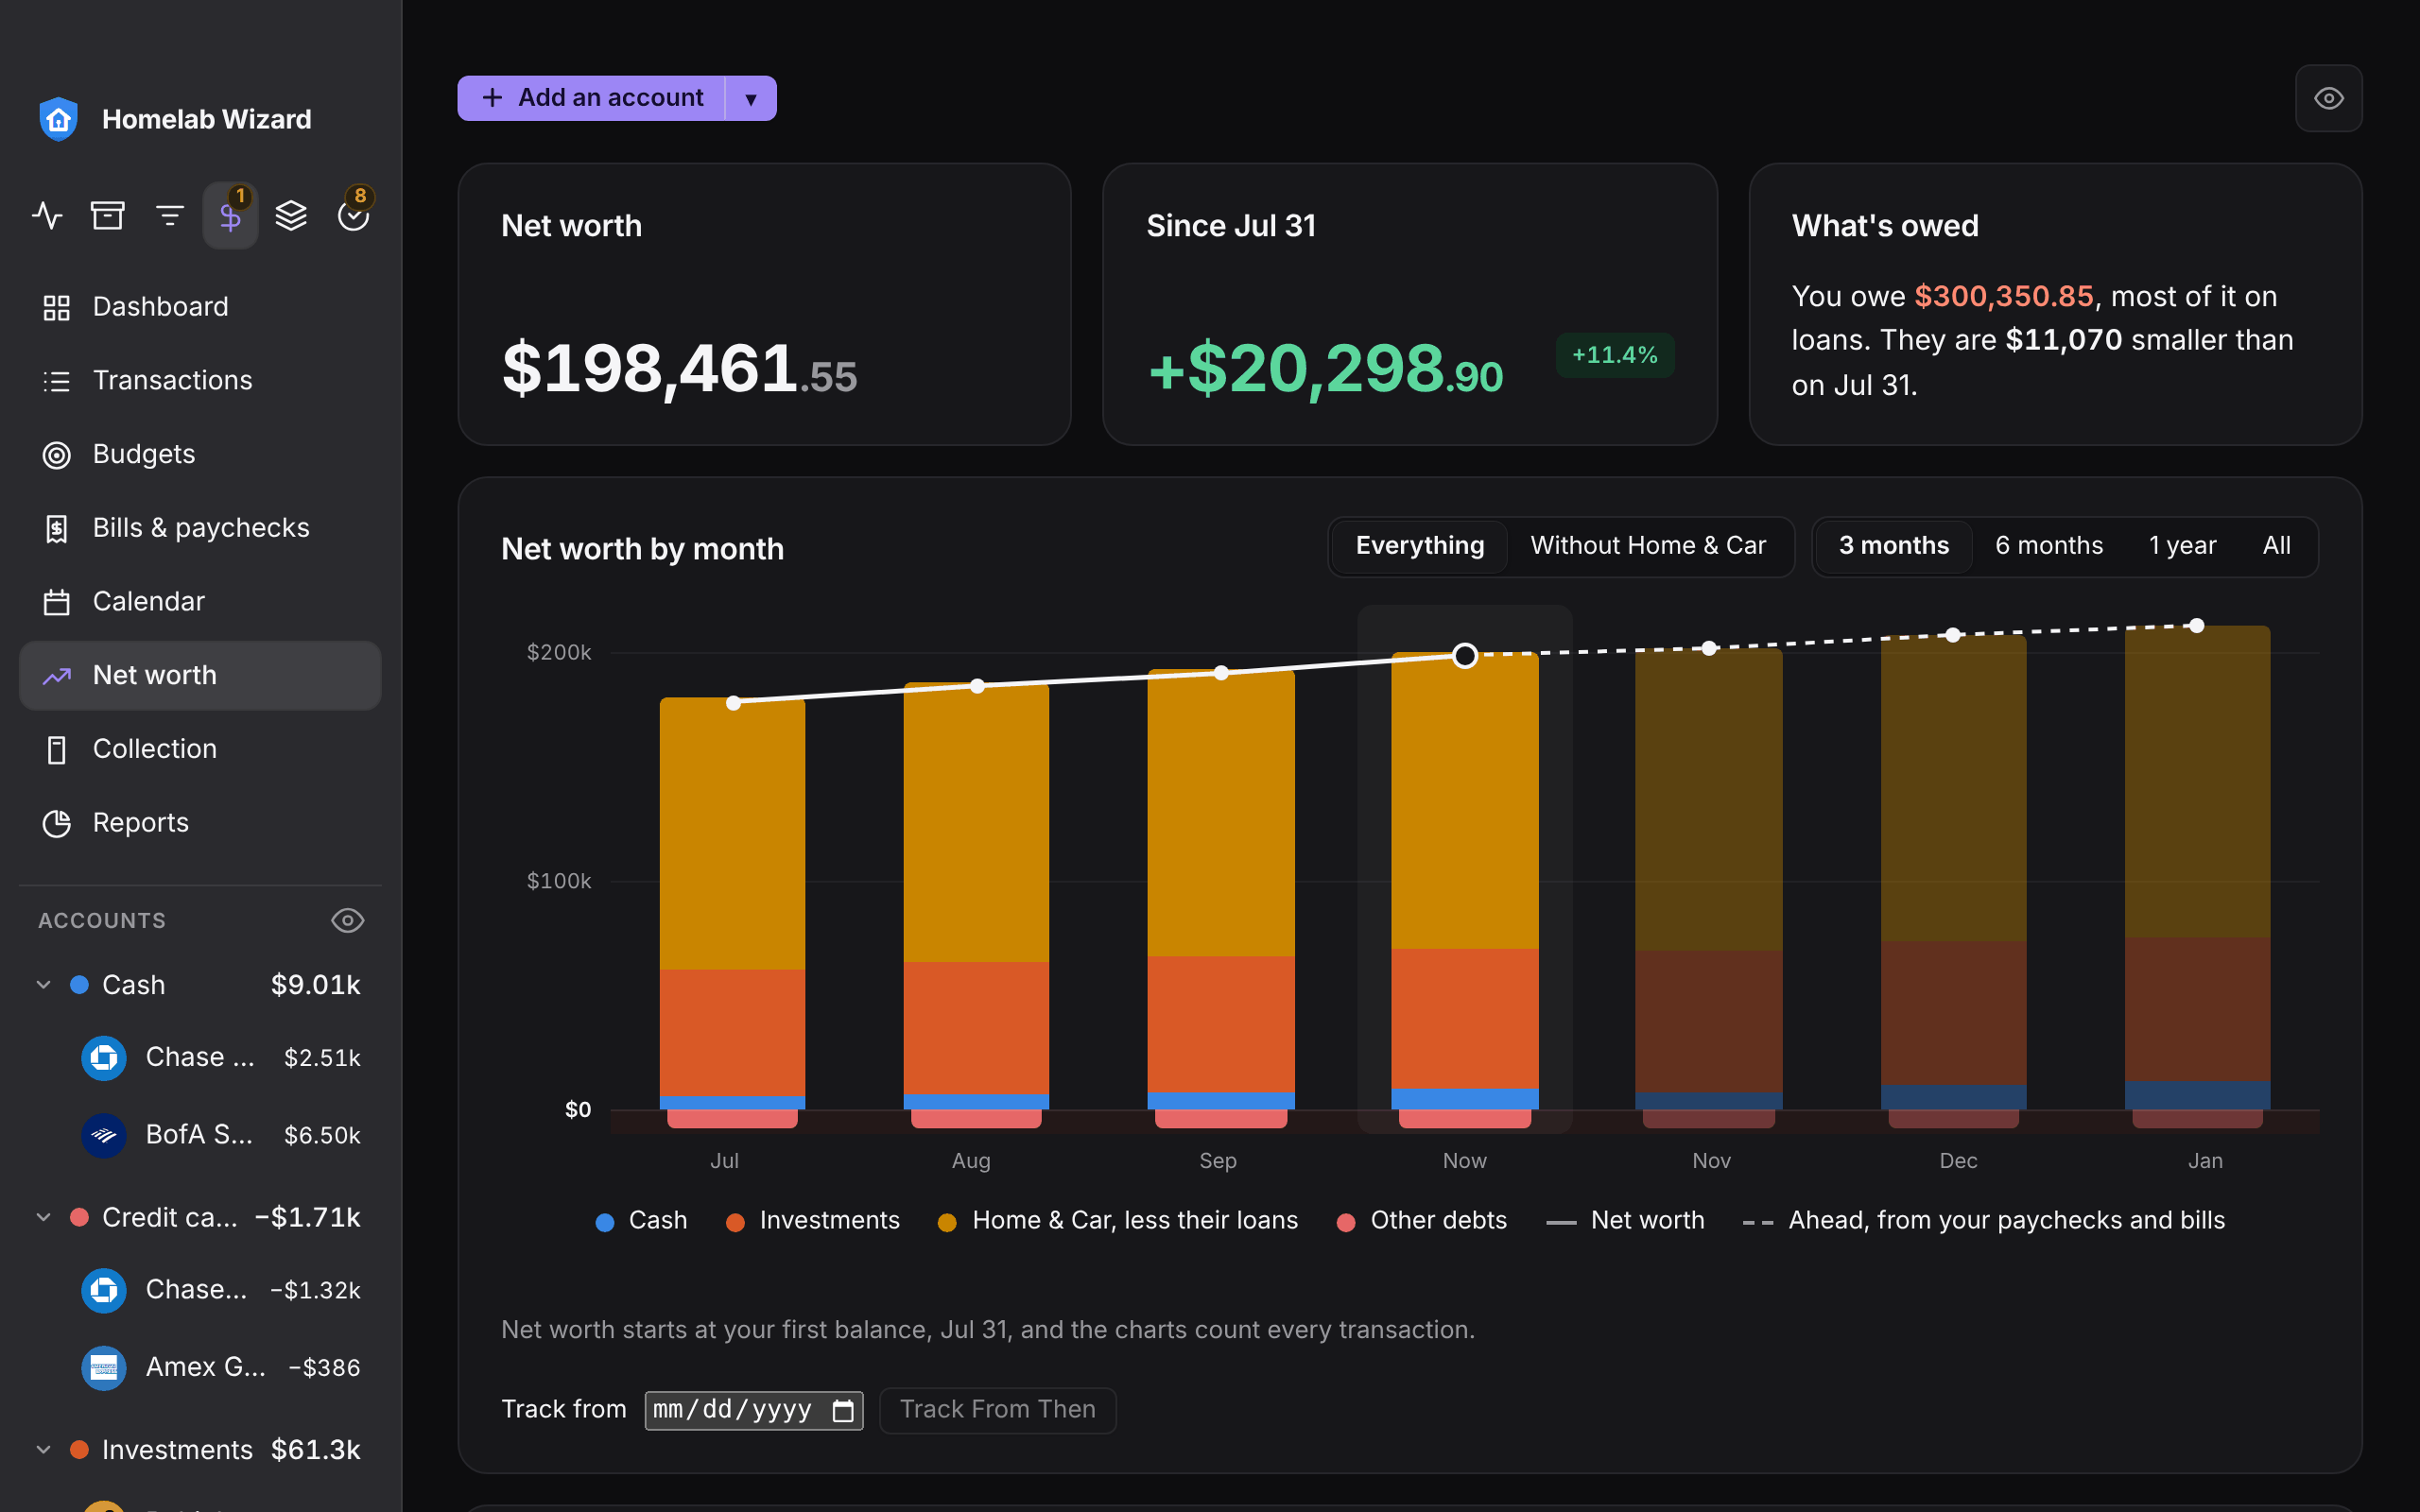 Homelab Wizard
1
8
Dashboard
Transactions
Budgets
Bills & paychecks
Calendar
Net worth
Collection
Reports
ACCOUNTS
Cash $9.01k
Chase ... $2.51k
BofA S... $6.50k
Credit ca... −$1.71k
Chase... −$1.32k
Amex G... −$386
Investments $61.3k
+ Add an account ▾
Net worth
$198,461.55
Since Jul 31
+$20,298.90
+11.4%
What's owed
You owe $300,350.85, most of it on
loans. They are $11,070 smaller than
on Jul 31.
Net worth by month
Everything Without Home & Car
3 months 6 months 1 year All
$200k
$100k
$0
Jul Aug Sep Now Nov Dec Jan
Cash Investments Home & Car, less their loans Other debts Net worth Ahead, from your paychecks and bills
Net worth starts at your first balance, Jul 31, and the charts count every transaction.
Track from mm/dd/yyyy Track From Then